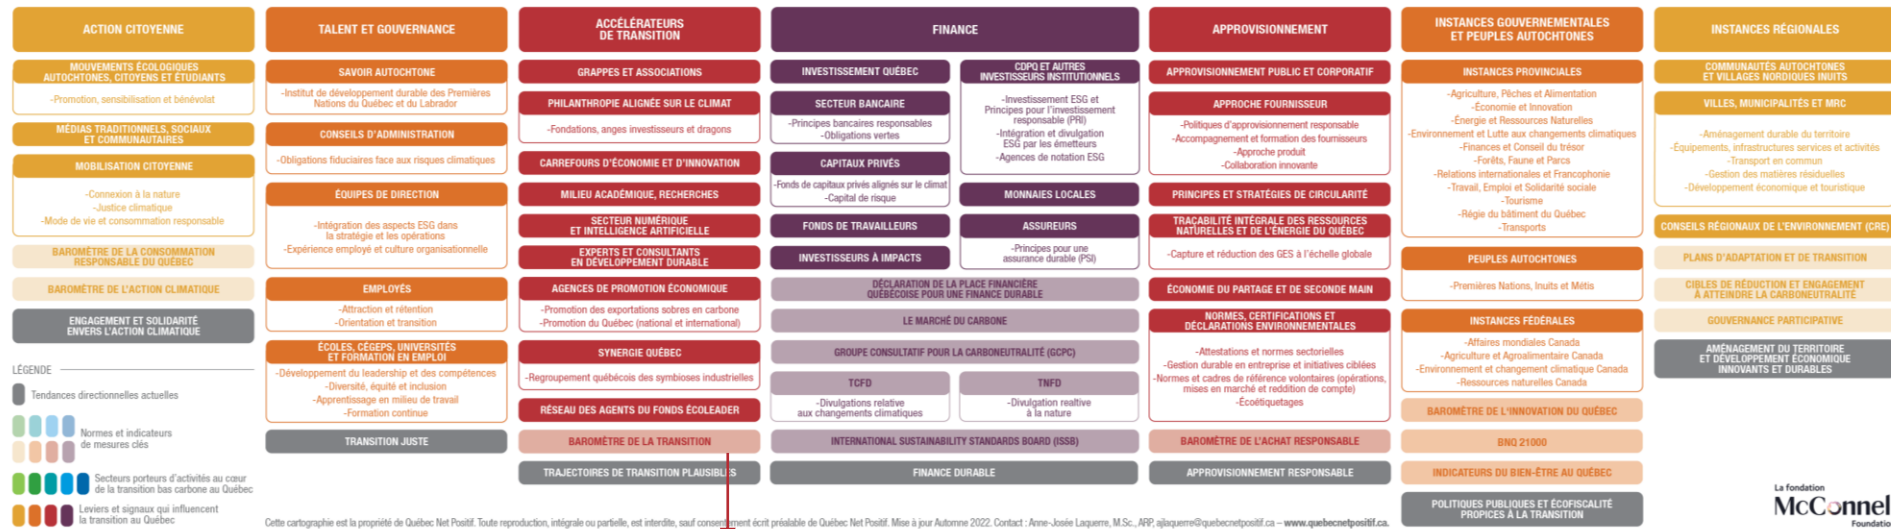 ACTION CITOYENNE
MOUVEMENTS ÉCOLOGIQUES
AUTOCHTONES, CITOYENS ET ÉTUDIANTS
-Promotion, sensibilisation et bénévolat
MÉDIAS TRADITIONNELS, SOCIAUX
ET COMMUNAUTAIRES
MOBILISATION CITOYENNE
-Connexion à la nature
-Justice climatique
-Mode de vie et consommation responsable
BAROMÈTRE DE LA CONSOMMATION
RESPONSABLE DU QUÉBEC
BAROMÈTRE DE L'ACTION CLIMATIQUE
ENGAGEMENT ET SOLIDARITÉ
ENVERS L'ACTION CLIMATIQUE
LÉGENDE
Tendances directionnelles actuelles
Normes et indicateurs
de mesures clés
Secteurs porteurs d'activités au cœur
de la transition bas carbone au Québec
Leviers et signaux qui influencent
la transition au Québec
TALENT ET GOUVERNANCE
SAVOIR AUTOCHTONE
-Institut de développement durable des Premières
Nations du Québec et du Labrador
CONSEILS D'ADMINISTRATION
-Obligations fiduciaires face aux risques climatiques
ÉQUIPES DE DIRECTION
-Intégration des aspects ESG dans
la stratégie et les opérations
-Expérience employé et culture organisationnelle
EMPLOYÉS
-Attraction et rétention
-Orientation et transition
ÉCOLES, CÉGEPS, UNIVERSITÉS
ET FORMATION EN EMPLOI
-Développement du leadership et des compétences
-Diversité, équité et inclusion
-Apprentissage en milieu de travail
-Formation continue
TRANSITION JUSTE
ACCÉLÉRATEURS
DE TRANSITION
GRAPPES ET ASSOCIATIONS
PHILANTHROPIE ALIGNÉE SUR LE CLIMAT
-Fondations, anges investisseurs et dragons
CARREFOURS D'ÉCONOMIE ET D'INNOVATION
MILIEU ACADÉMIQUE, RECHERCHES
SECTEUR NUMÉRIQUE
ET INTELLIGENCE ARTIFICIELLE
EXPERTS ET CONSULTANTS
EN DÉVELOPPEMENT DURABLE
AGENCES DE PROMOTION ÉCONOMIQUE
-Promotion des exportations sobres en carbone
-Promotion du Québec (national et international)
SYNERGIE QUÉBEC
-Regroupement québécois des symbioses industrielles
RÉSEAU DES AGENTS DU FONDS ÉCOLEADER
BAROMÈTRE DE LA TRANSITION
TRAJECTOIRES DE TRANSITION PLAUSIBLES
FINANCE
INVESTISSEMENT QUÉBEC
SECTEUR BANCAIRE
-Principes bancaires responsables
-Obligations vertes
CAPITAUX PRIVÉS
-Fonds de capitaux privés alignés sur le climat
-Capital de risque
FONDS DE TRAVAILLEURS
INVESTISSEURS À IMPACTS
CDPQ ET AUTRES
INVESTISSEURS INSTITUTIONNELS
-Investissement ESG et
Principes pour l'investissement
responsable (PRI)
-Intégration et divulgation
ESG par les émetteurs
-Agences de notation ESG
MONNAIES LOCALES
ASSUREURS
-Principes pour une
assurance durable (PSI)
DÉCLARATION DE LA PLACE FINANCIÈRE
QUÉBÉCOISE POUR UNE FINANCE DURABLE
LE MARCHÉ DU CARBONE
GROUPE CONSULTATIF POUR LA CARBONEUTRALITÉ (GCPC)
TCFD
-Divulgations relative
aux changements climatiques
TNFD
-Divulgation realtive
à la nature
INTERNATIONAL SUSTAINABILITY STANDARDS BOARD (ISSB)
FINANCE DURABLE
APPROVISIONNEMENT
APPROVISIONNEMENT PUBLIC ET CORPORATIF
APPROCHE FOURNISSEUR
-Politiques d'approvisionnement responsable
-Accompagnement et formation des fournisseurs
-Approche produit
-Collaboration innovante
PRINCIPES ET STRATÉGIES DE CIRCULARITÉ
TRAÇABILITÉ INTÉGRALE DES RESSOURCES
NATURELLES ET DE L'ÉNERGIE DU QUÉBEC
-Capture et réduction des GES à l'échelle globale
ÉCONOMIE DU PARTAGE ET DE SECONDE MAIN
NORMES, CERTIFICATIONS ET
DÉCLARATIONS ENVIRONNEMENTALES
-Attestations et normes sectorielles
-Gestion durable en entreprise et initiatives ciblées
-Normes et cadres de référence volontaires (opérations,
mises en marché et reddition de compte)
-Écoétiquetages
BAROMÈTRE DE L'ACHAT RESPONSABLE
APPROVISIONNEMENT RESPONSABLE
INSTANCES GOUVERNEMENTALES
ET PEUPLES AUTOCHTONES
INSTANCES PROVINCIALES
-Agriculture, Pêches et Alimentation
-Économie et Innovation
-Énergie et Ressources Naturelles
-Environnement et Lutte aux changements climatiques
-Finances et Conseil du trésor
-Forêts, Faune et Parcs
-Relations internationales et Francophonie
-Travail, Emploi et Solidarité sociale
-Tourisme
-Régie du bâtiment du Québec
-Transports
PEUPLES AUTOCHTONES
-Premières Nations, Inuits et Métis
INSTANCES FÉDÉRALES
-Affaires mondiales Canada
-Agriculture et Agroalimentaire Canada
-Environnement et changement climatique Canada
-Ressources naturelles Canada
BAROMÈTRE DE L'INNOVATION DU QUÉBEC
BNQ 21000
INDICATEURS DU BIEN-ÊTRE AU QUÉBEC
POLITIQUES PUBLIQUES ET ÉCOFISCALITÉ
PROPICES À LA TRANSITION
INSTANCES RÉGIONALES
COMMUNAUTÉS AUTOCHTONES
ET VILLAGES NORDIQUES INUITS
VILLES, MUNICIPALITÉS ET MRC
-Aménagement durable du territoire
-Équipements, infrastructures services et activités
-Transport en commun
-Gestion des matières résiduelles
-Développement économique et touristique
CONSEILS RÉGIONAUX DE L'ENVIRONNEMENT (CRE)
PLANS D'ADAPTATION ET DE TRANSITION
CIBLES DE RÉDUCTION ET ENGAGEMENT
À ATTEINDRE LA CARBONEUTRALITÉ
GOUVERNANCE PARTICIPATIVE
AMÉNAGEMENT DU TERRITOIRE
ET DÉVELOPPEMENT ÉCONOMIQUE
INNOVANTS ET DURABLES
La fondation
McConnel
Foundation
Cette cartographie est la propriété de Québec Net Positif. Toute reproduction, intégrale ou partielle, est interdite, sauf consentement écrit préalable de Québec Net Positif. Mise à jour Automne 2022. Contact : Anne-Josée Laquerre, M.Sc., ARP, ajlaquerre@quebecnetpositif.ca – www.quebecnetpositif.ca.